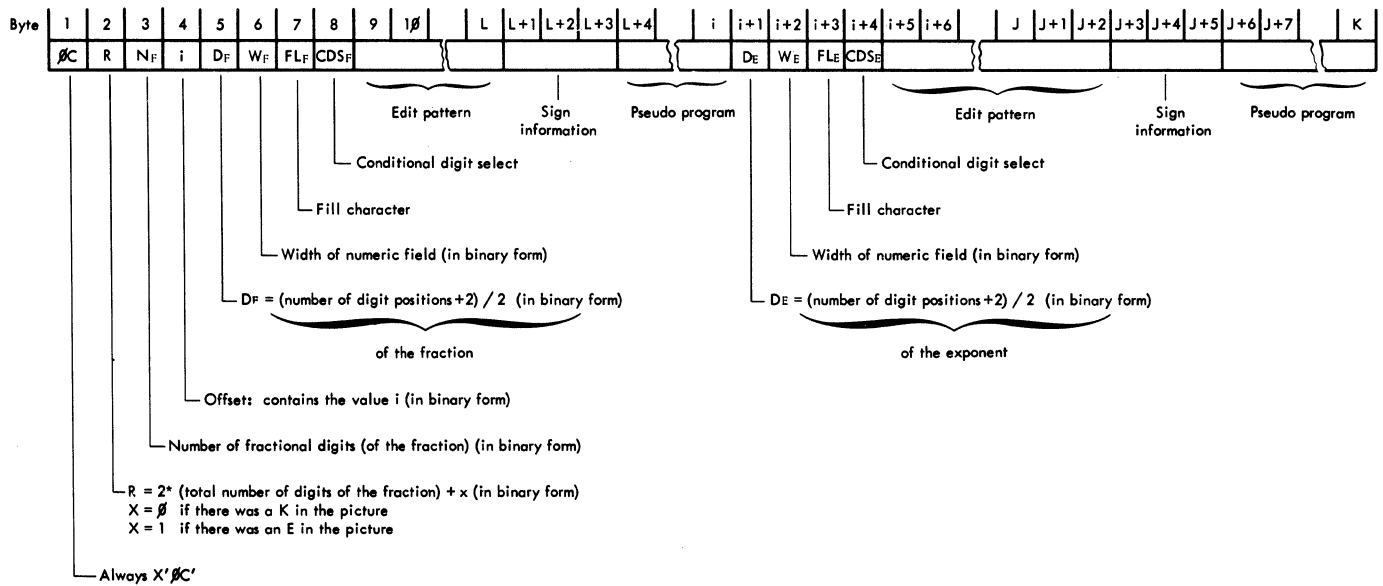 Byte 1 2 3 4 5 6 7 8 9 1Ø L L+1 L+2 L+3 L+4 i i+1 i+2 i+3 i+4 i+5 i+6 J J+1 J+2 J+3 J+4 J+5 J+6 J+7 K
ØC R NF i DF WF FLF CDSF DE WE FLE CDSE
Edit pattern Sign Pseudo program Edit pattern Sign Pseudo program
information information
Conditional digit select Conditional digit select
Fill character Fill character
Width of numeric field (in binary form) Width of numeric field (in binary form)
DF = (number of digit positions+2) / 2 (in binary form) DE = (number of digit positions+2) / 2 (in binary form)
of the fraction of the exponent
Offset: contains the value i (in binary form)
Number of fractional digits (of the fraction) (in binary form)
R = 2* (total number of digits of the fraction) + x (in binary form)
X = Ø if there was a K in the picture
X = 1 if there was an E in the picture
Always X'ØC'